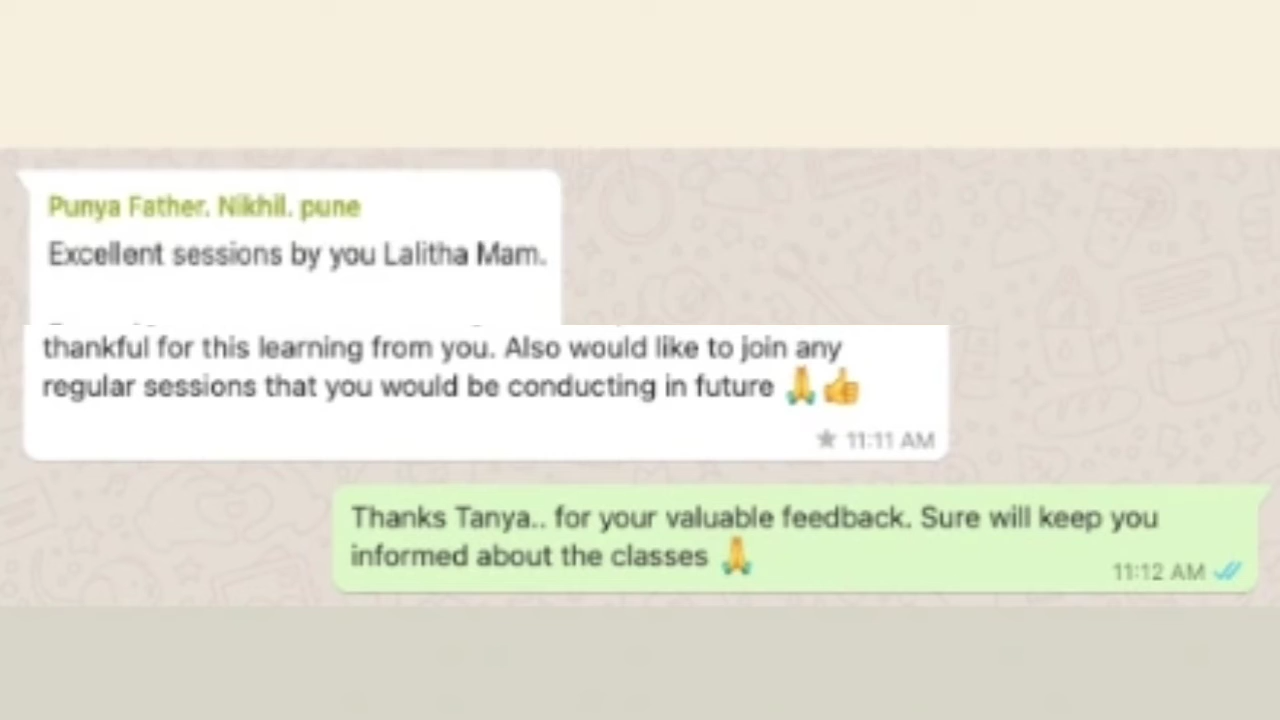 Punya Father. Nikhil. pune
Excellent sessions by you Lalitha Mam.
thankful for this learning from you. Also would like to join any
regular sessions that you would be conducting in future 🙏👍
★ 11:11 AM
Thanks Tanya.. for your valuable feedback. Sure will keep you
informed about the classes 🙏
11:12 AM